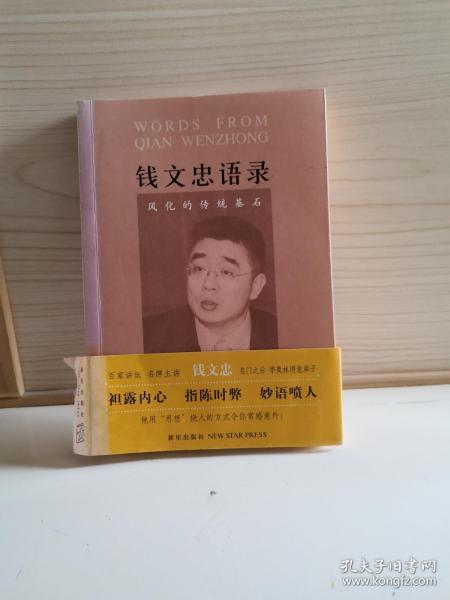 WORDS FROM
QIAN WENZHONG
钱文忠语录
风化的传统墓石
百家讲坛 名牌主讲 钱文忠 名门之后 季羡林得意弟子
袒露内心 指陈时弊 妙语喷人
他用“思想”挠人的方式令你常感意外！
新星出版社 NEW STAR PRESS
孔夫子旧书网
www.kongfz.com